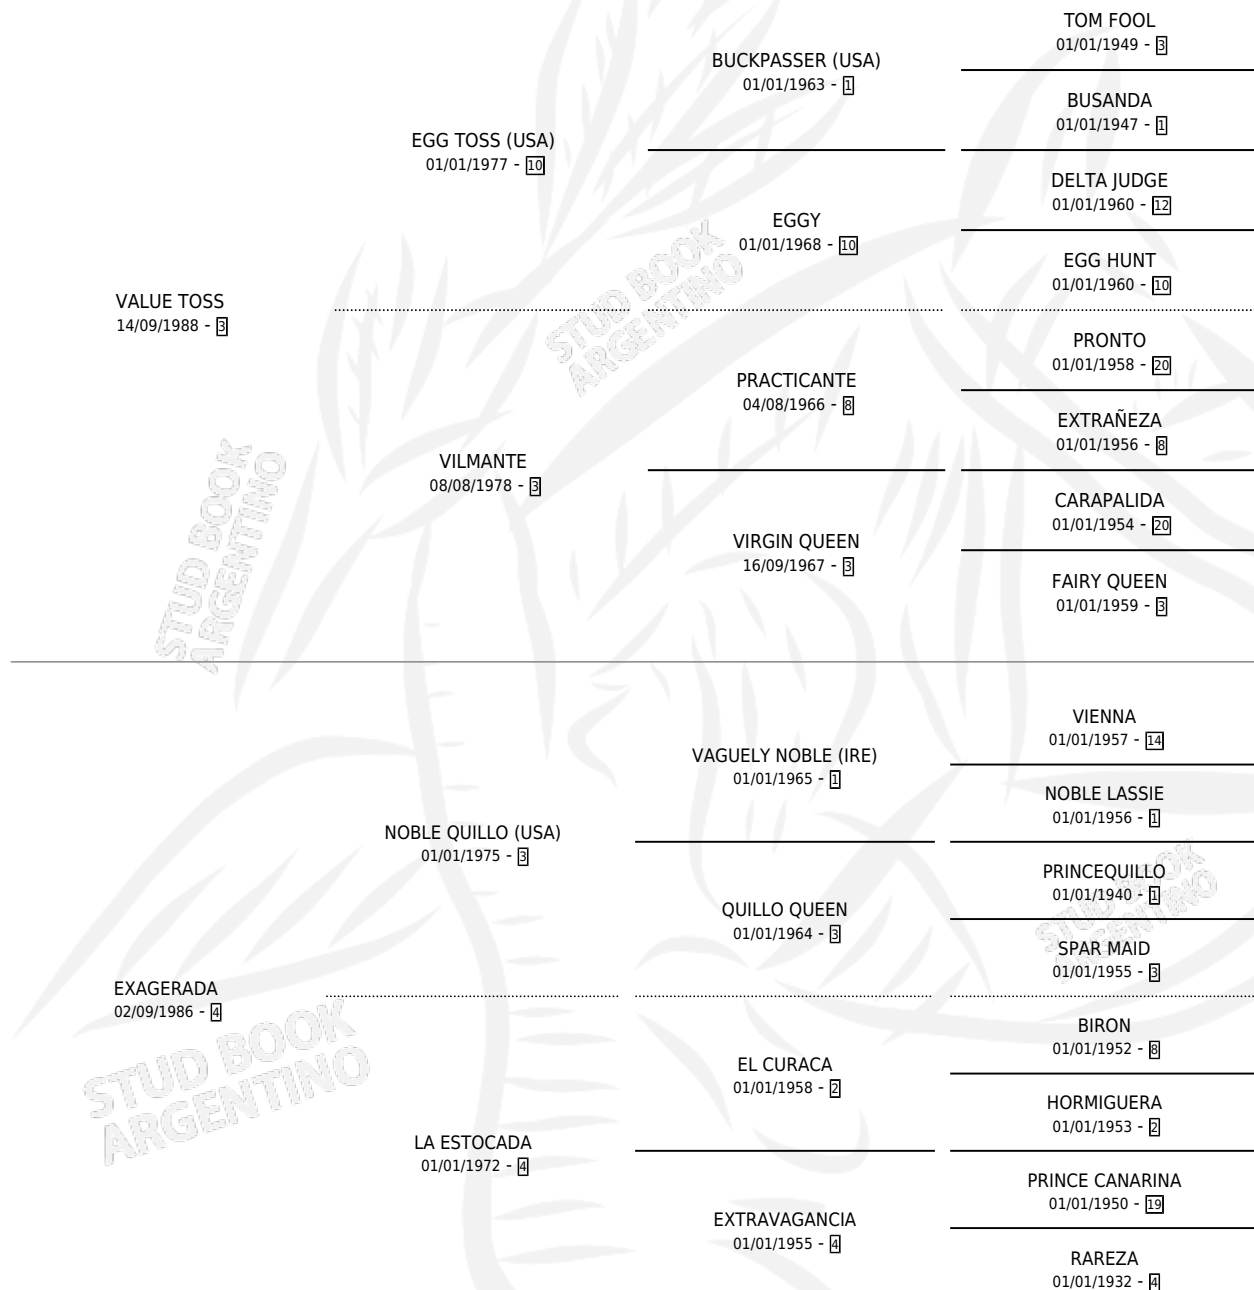 TOM FOOL
01/01/1949 - 3
BUCKPASSER (USA)
01/01/1963 - 1
BUSANDA
01/01/1947 - 1
EGG TOSS (USA)
01/01/1977 - 10
DELTA JUDGE
01/01/1960 - 12
EGGY
01/01/1968 - 10
EGG HUNT
01/01/1960 - 10
VALUE TOSS
14/09/1988 - 3
STUD BOOK
ARGENTINO
PRONTO
01/01/1958 - 20
PRACTICANTE
04/08/1966 - 8
EXTRAÑEZA
01/01/1956 - 8
VILMANTE
08/08/1978 - 3
CARAPALIDA
01/01/1954 - 20
VIRGIN QUEEN
16/09/1967 - 3
FAIRY QUEEN
01/01/1959 - 3
STUD BOOK
ARGENTINO
VIENNA
01/01/1957 - 14
VAGUELY NOBLE (IRE)
01/01/1965 - 1
NOBLE LASSIE
01/01/1956 - 1
NOBLE QUILLO (USA)
01/01/1975 - 3
PRINCEQUILLO
01/01/1940 - 1
QUILLO QUEEN
01/01/1964 - 3
STUD BOOK
ARGENTINO
SPAR MAID
01/01/1955 - 3
EXAGERADA
02/09/1986 - 4
STUD BOOK
ARGENTINO
BIRON
01/01/1952 - 8
EL CURACA
01/01/1958 - 2
HORMIGUERA
01/01/1953 - 2
LA ESTOCADA
01/01/1972 - 4
PRINCE CANARINA
01/01/1950 - 19
EXTRAVAGANCIA
01/01/1955 - 4
RAREZA
01/01/1932 - 4